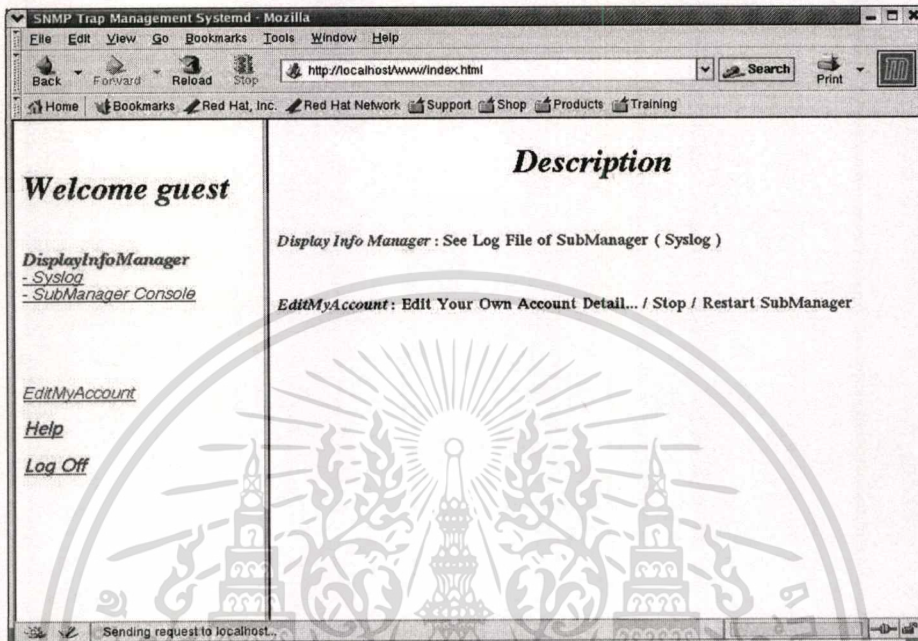 SNMP Trap Management Systemd - Mozilla
File Edit View Go Bookmarks Tools Window Help
Back Forward Reload Stop http://localhost/www/index.html Search Print
Home Bookmarks Red Hat, Inc. Red Hat Network Support Shop Products Training
Welcome guest
DisplayInfoManager
- Syslog
- SubManager Console
EditMyAccount
Help
Log Off
Description
Display Info Manager : See Log File of SubManager ( Syslog )
EditMyAccount : Edit Your Own Account Detail... / Stop / Restart SubManager
Sending request to localhost...